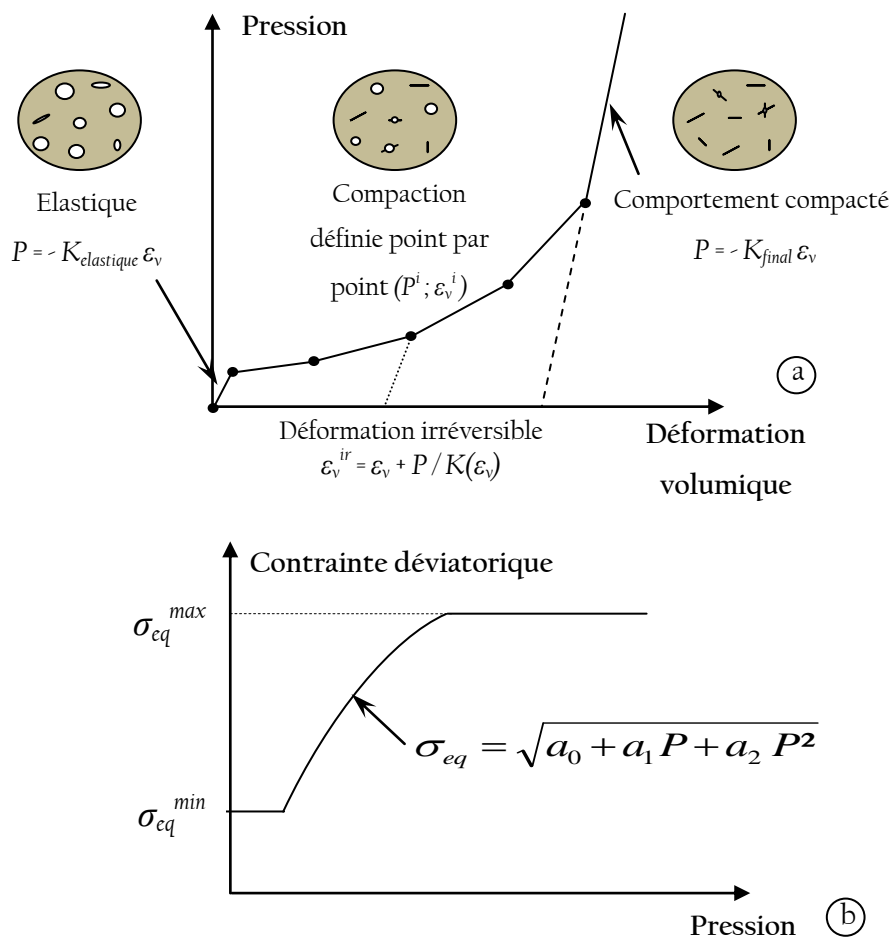 Pression
Elastique
P = - K_elastique ε_v
Compaction
définie point par
point (P^i ; ε_v^i)
Comportement compacté
P = - K_final ε_v
a
Déformation irréversible
ε_v^ir = ε_v + P / K(ε_v)
Déformation
volumique
Contrainte déviatorique
σ_eq^max
σ_eq = √(a_0 + a_1 P + a_2 P²)
σ_eq^min
Pression
b